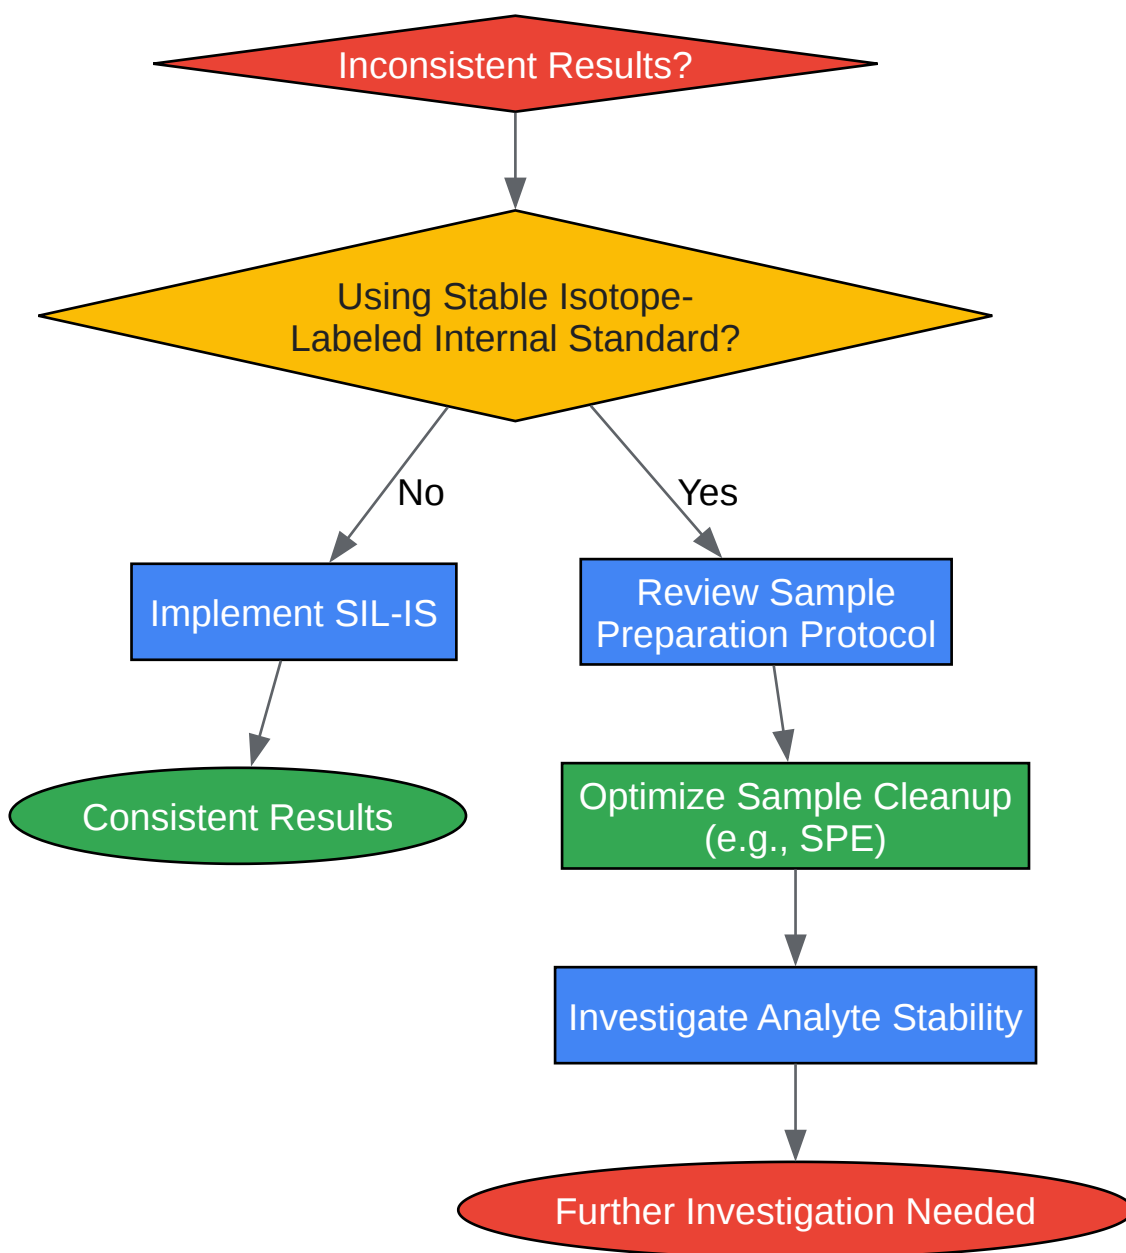 Inconsistent Results?
Using Stable Isotope-
Labeled Internal Standard?
No
Yes
Implement SIL-IS
Review Sample
Preparation Protocol
Consistent Results
Optimize Sample Cleanup
(e.g., SPE)
Investigate Analyte Stability
Further Investigation Needed